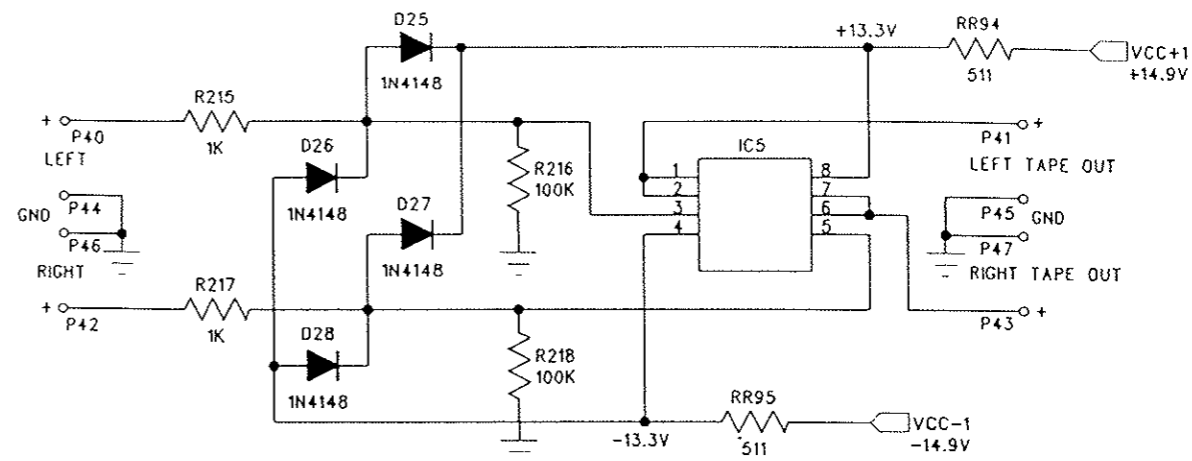 D25
1N4148
+13.3V
RR94
511
VCC+1
+14.9V
R215
1K
+
P40
LEFT
D26
1N4148
R216
100K
IC5
1
2
3
4
8
7
6
5
P41
+
LEFT TAPE OUT
P44
GND
P46
D27
1N4148
P45
GND
P47
RIGHT
RIGHT TAPE OUT
+
P42
R217
1K
P43
+
D28
1N4148
R218
100K
-13.3V
RR95
511
VCC-1
-14.9V